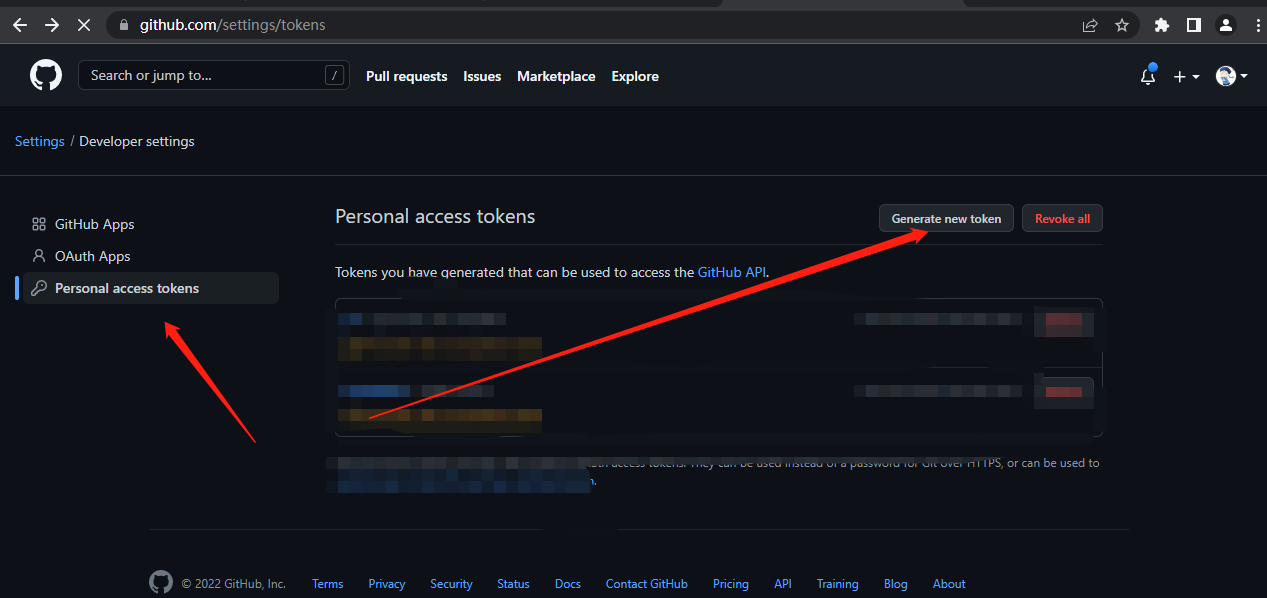 github.com/settings/tokens
Search or jump to... / Pull requests Issues Marketplace Explore
Settings / Developer settings
GitHub Apps
OAuth Apps
Personal access tokens
Personal access tokens Generate new token Revoke all
Tokens you have generated that can be used to access the GitHub API.
access tokens. They can be used instead of a password for Git over HTTPS, or can be used to
© 2022 GitHub, Inc. Terms Privacy Security Status Docs Contact GitHub Pricing API Training Blog About